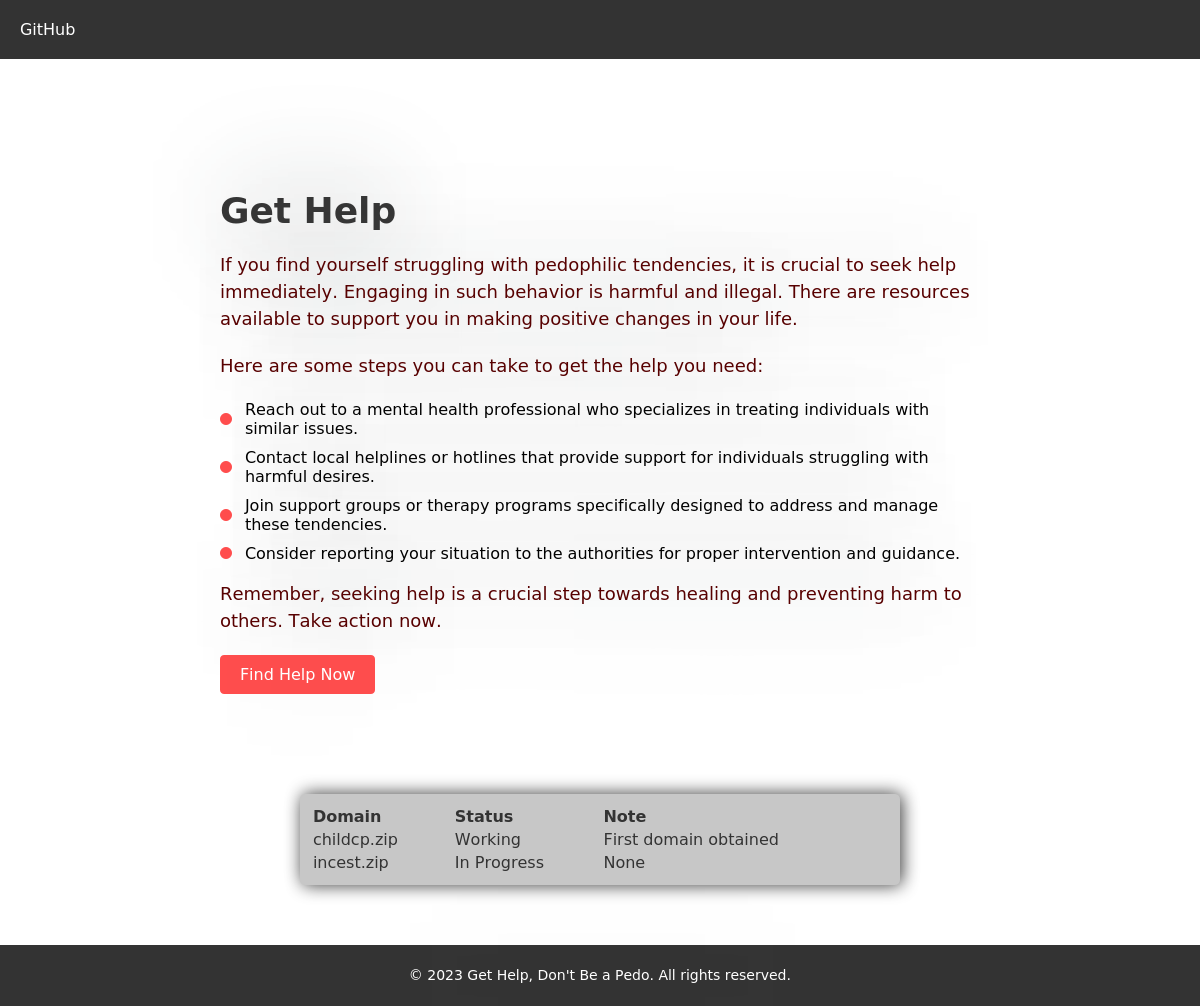 GitHub
Get Help
If you find yourself struggling with pedophilic tendencies, it is crucial to seek help
immediately. Engaging in such behavior is harmful and illegal. There are resources
available to support you in making positive changes in your life.
Here are some steps you can take to get the help you need:
Reach out to a mental health professional who specializes in treating individuals with
similar issues.
Contact local helplines or hotlines that provide support for individuals struggling with
harmful desires.
Join support groups or therapy programs specifically designed to address and manage
these tendencies.
Consider reporting your situation to the authorities for proper intervention and guidance.
Remember, seeking help is a crucial step towards healing and preventing harm to
others. Take action now.
Find Help Now
Domain Status Note
childcp.zip Working First domain obtained
incest.zip In Progress None
© 2023 Get Help, Don't Be a Pedo. All rights reserved.